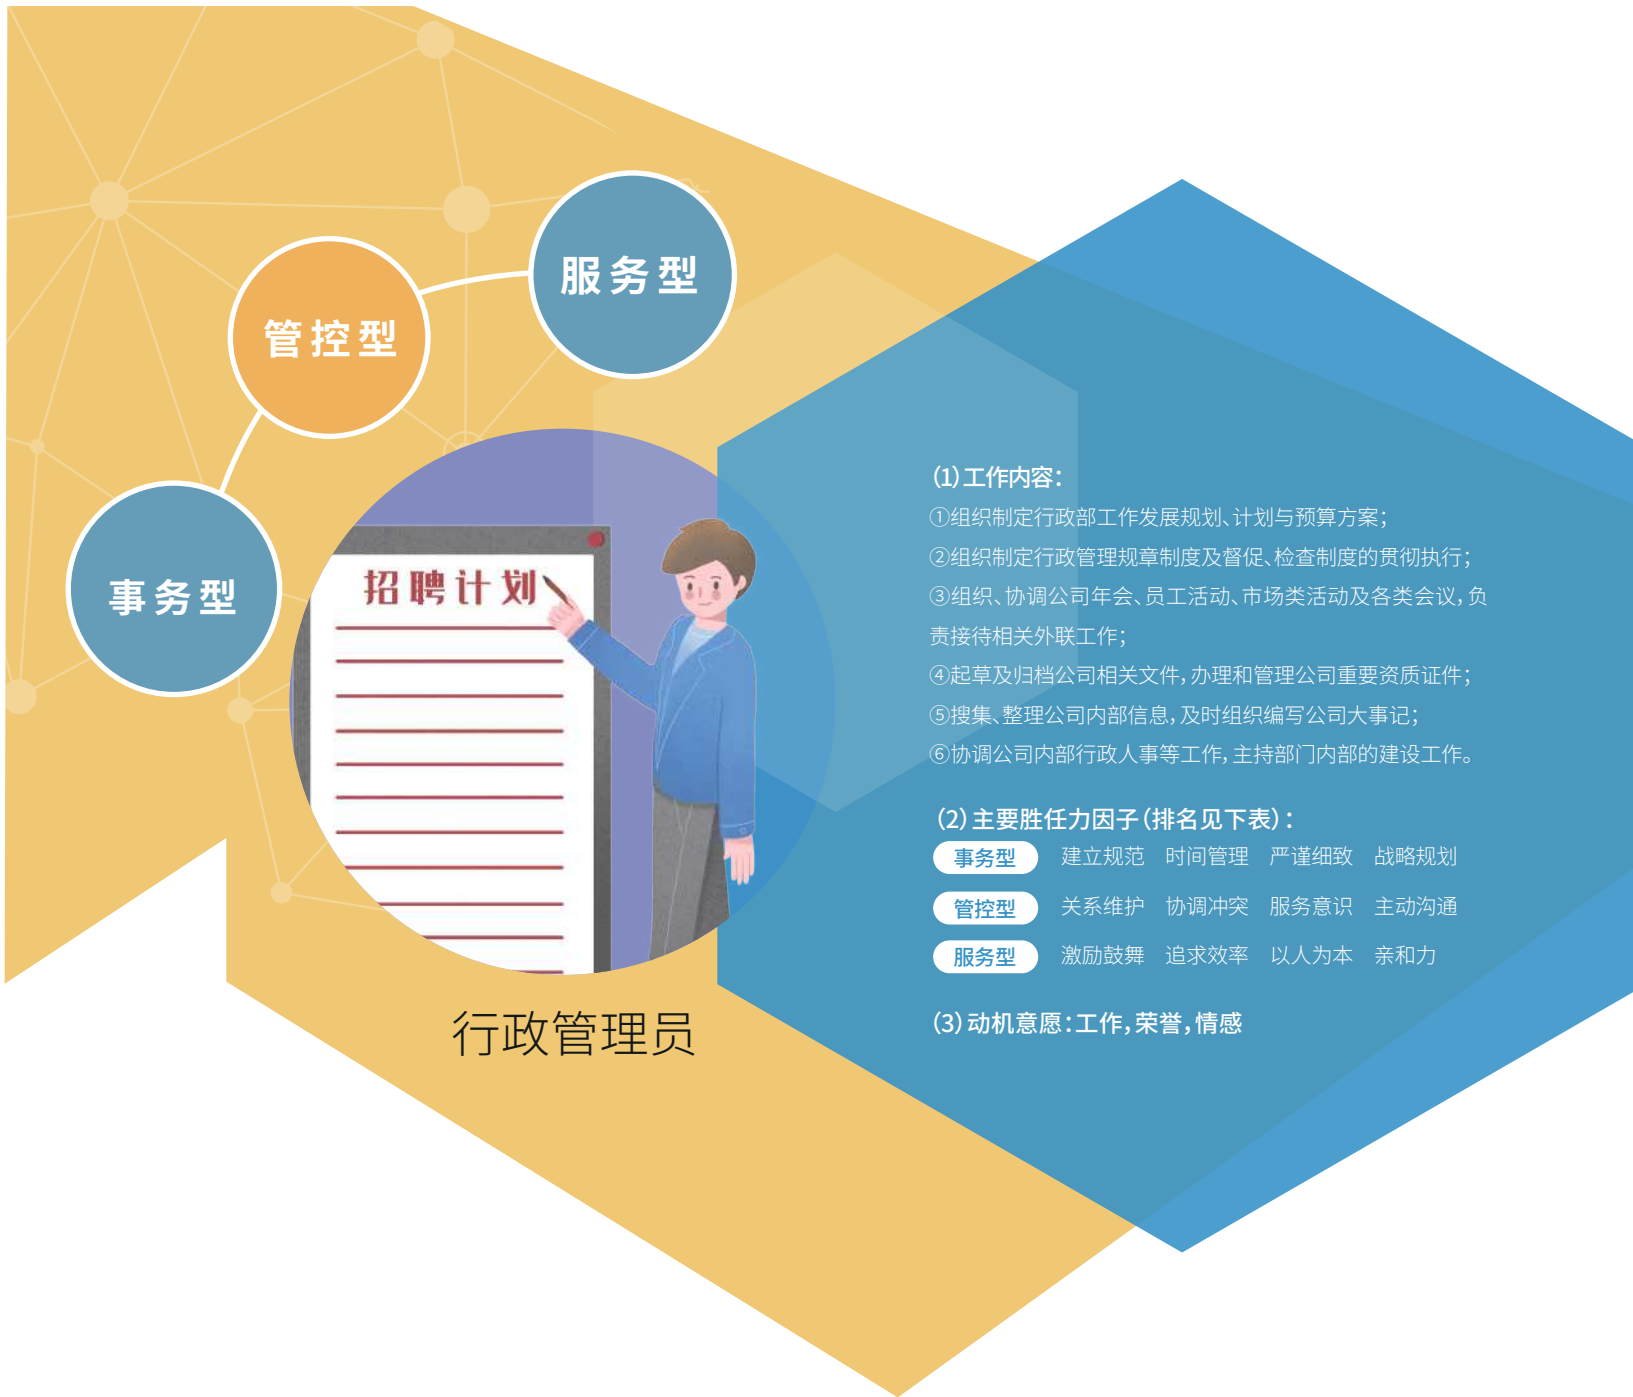 服务型
管控型
事务型
招聘计划
行政管理员
（1）工作内容：
①组织制定行政部工作发展规划、计划与预算方案；
②组织制定行政管理规章制度及督促、检查制度的贯彻执行；
③组织、协调公司年会、员工活动、市场类活动及各类会议，负
责接待相关外联工作；
④起草及归档公司相关文件，办理和管理公司重要资质证件；
⑤搜集、整理公司内部信息，及时组织编写公司大事记；
⑥协调公司内部行政人事等工作，主持部门内部的建设工作。
（2）主要胜任力因子（排名见下表）：
事务型 建立规范 时间管理 严谨细致 战略规划
管控型 关系维护 协调冲突 服务意识 主动沟通
服务型 激励鼓舞 追求效率 以人为本 亲和力
（3）动机意愿：工作，荣誉，情感